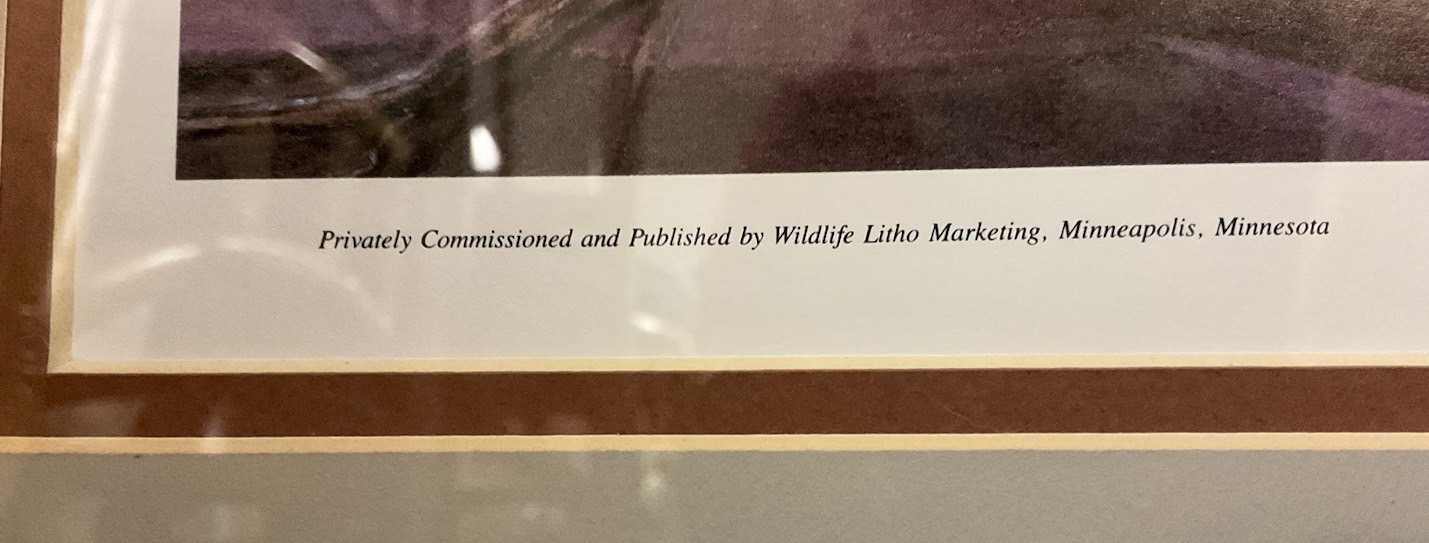 Privately Commissioned and Published by Wildlife Litho Marketing, Minneapolis, Minnesota